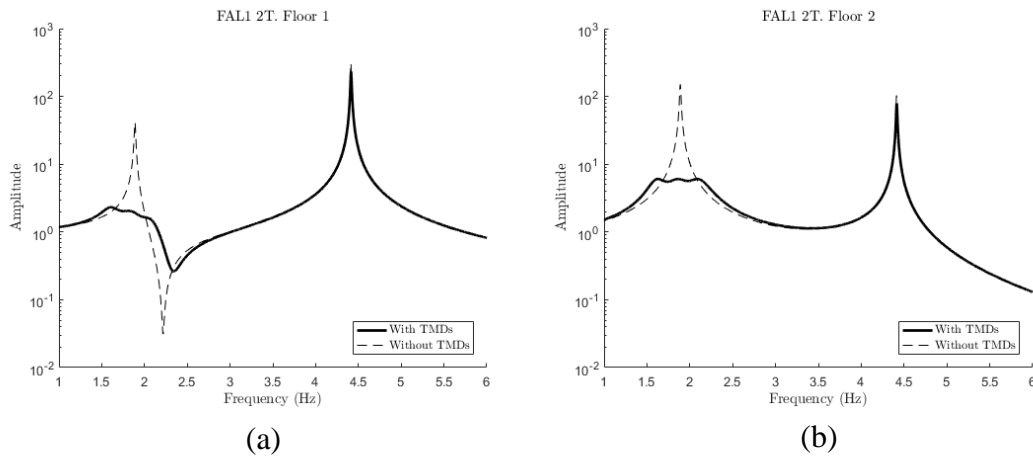 FAL1 2T. Floor 1
10^3
10^2
10^1
10^0
10^-1
10^-2
Amplitude
1 1.5 2 2.5 3 3.5 4 4.5 5 5.5 6
Frequency (Hz)
With TMDs
Without TMDs
(a)
FAL1 2T. Floor 2
10^3
10^2
10^1
10^0
10^-1
10^-2
Amplitude
1 1.5 2 2.5 3 3.5 4 4.5 5 5.5 6
Frequency (Hz)
With TMDs
Without TMDs
(b)